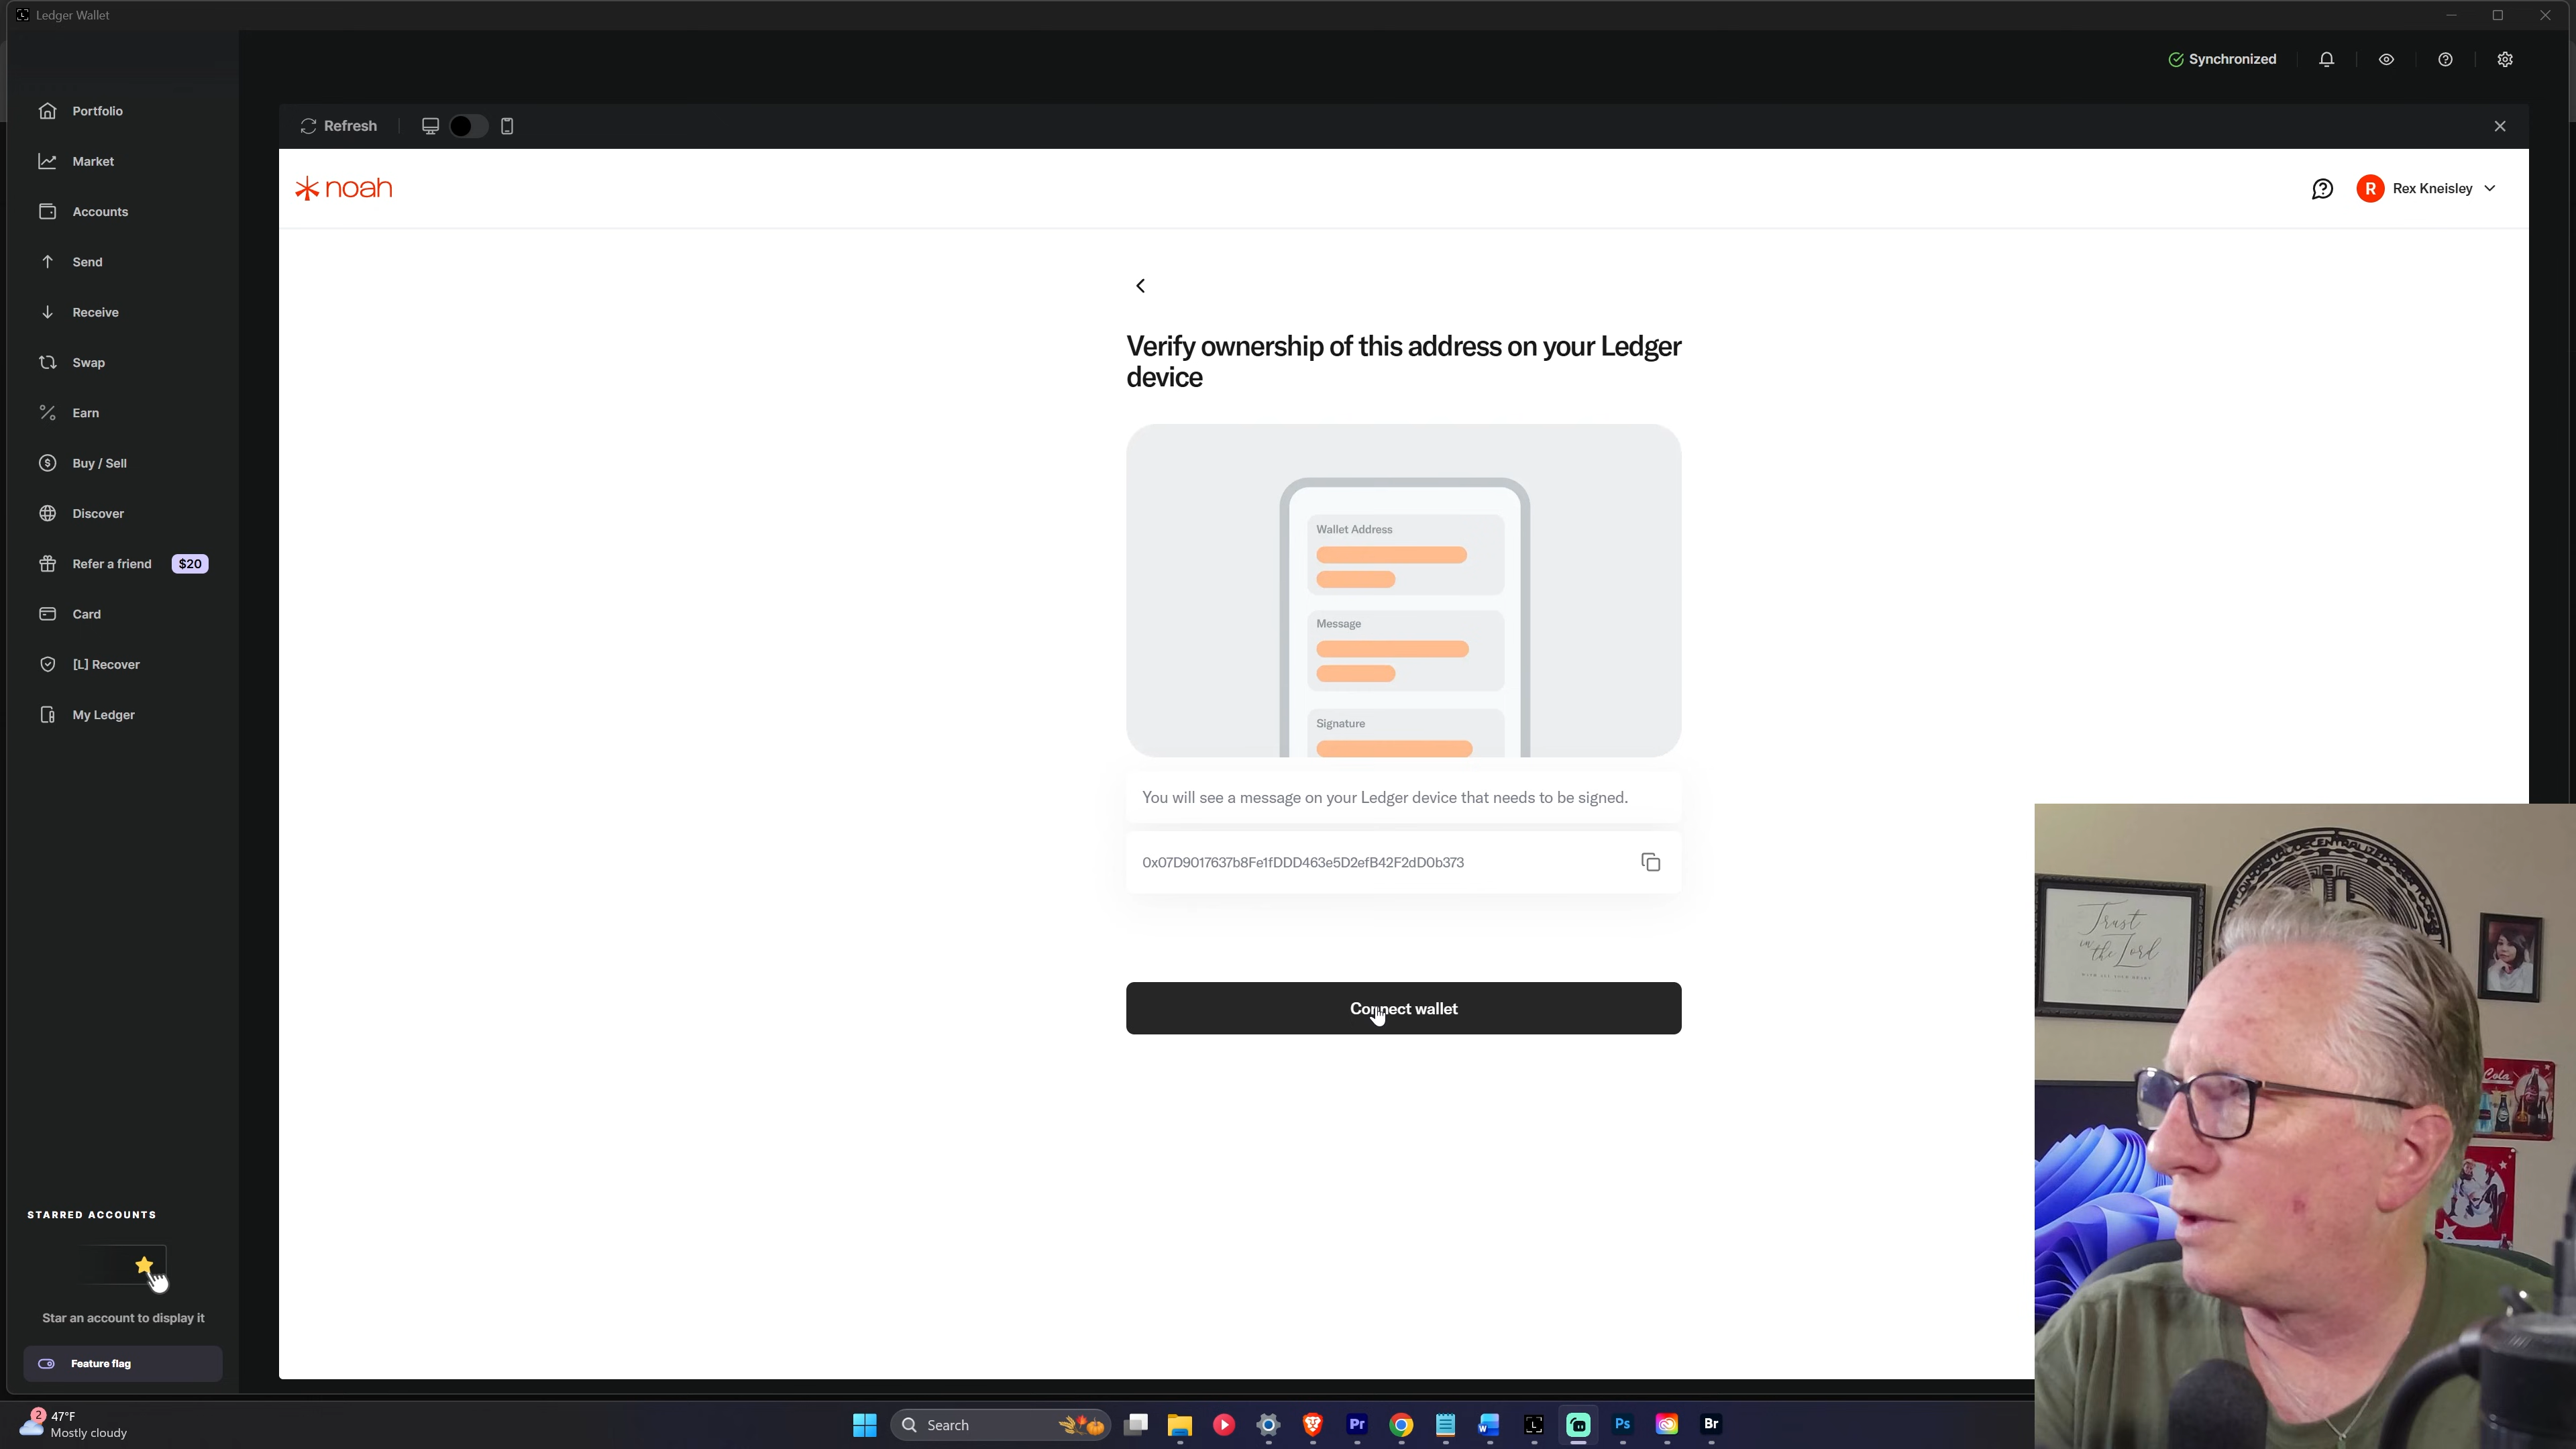 Ledger Wallet
Synchronized
Portfolio
Market
Accounts
Send
Receive
Swap
Earn
Buy / Sell
Discover
Refer a friend $20
Card
[L] Recover
My Ledger
STARRED ACCOUNTS
Star an account to display it
Feature flag
Refresh
noah
R Rex Kneisley
Verify ownership of this address on your Ledger
device
Wallet Address
Message
Signature
You will see a message on your Ledger device that needs to be signed.
0x07D9017637b8Fe1fDDD463e5D2efB42F2dD0b373
Connect wallet
Trust
in the Lord
Cola
2 47°F
Mostly cloudy
Search
Pr
W
L
Ps
Br